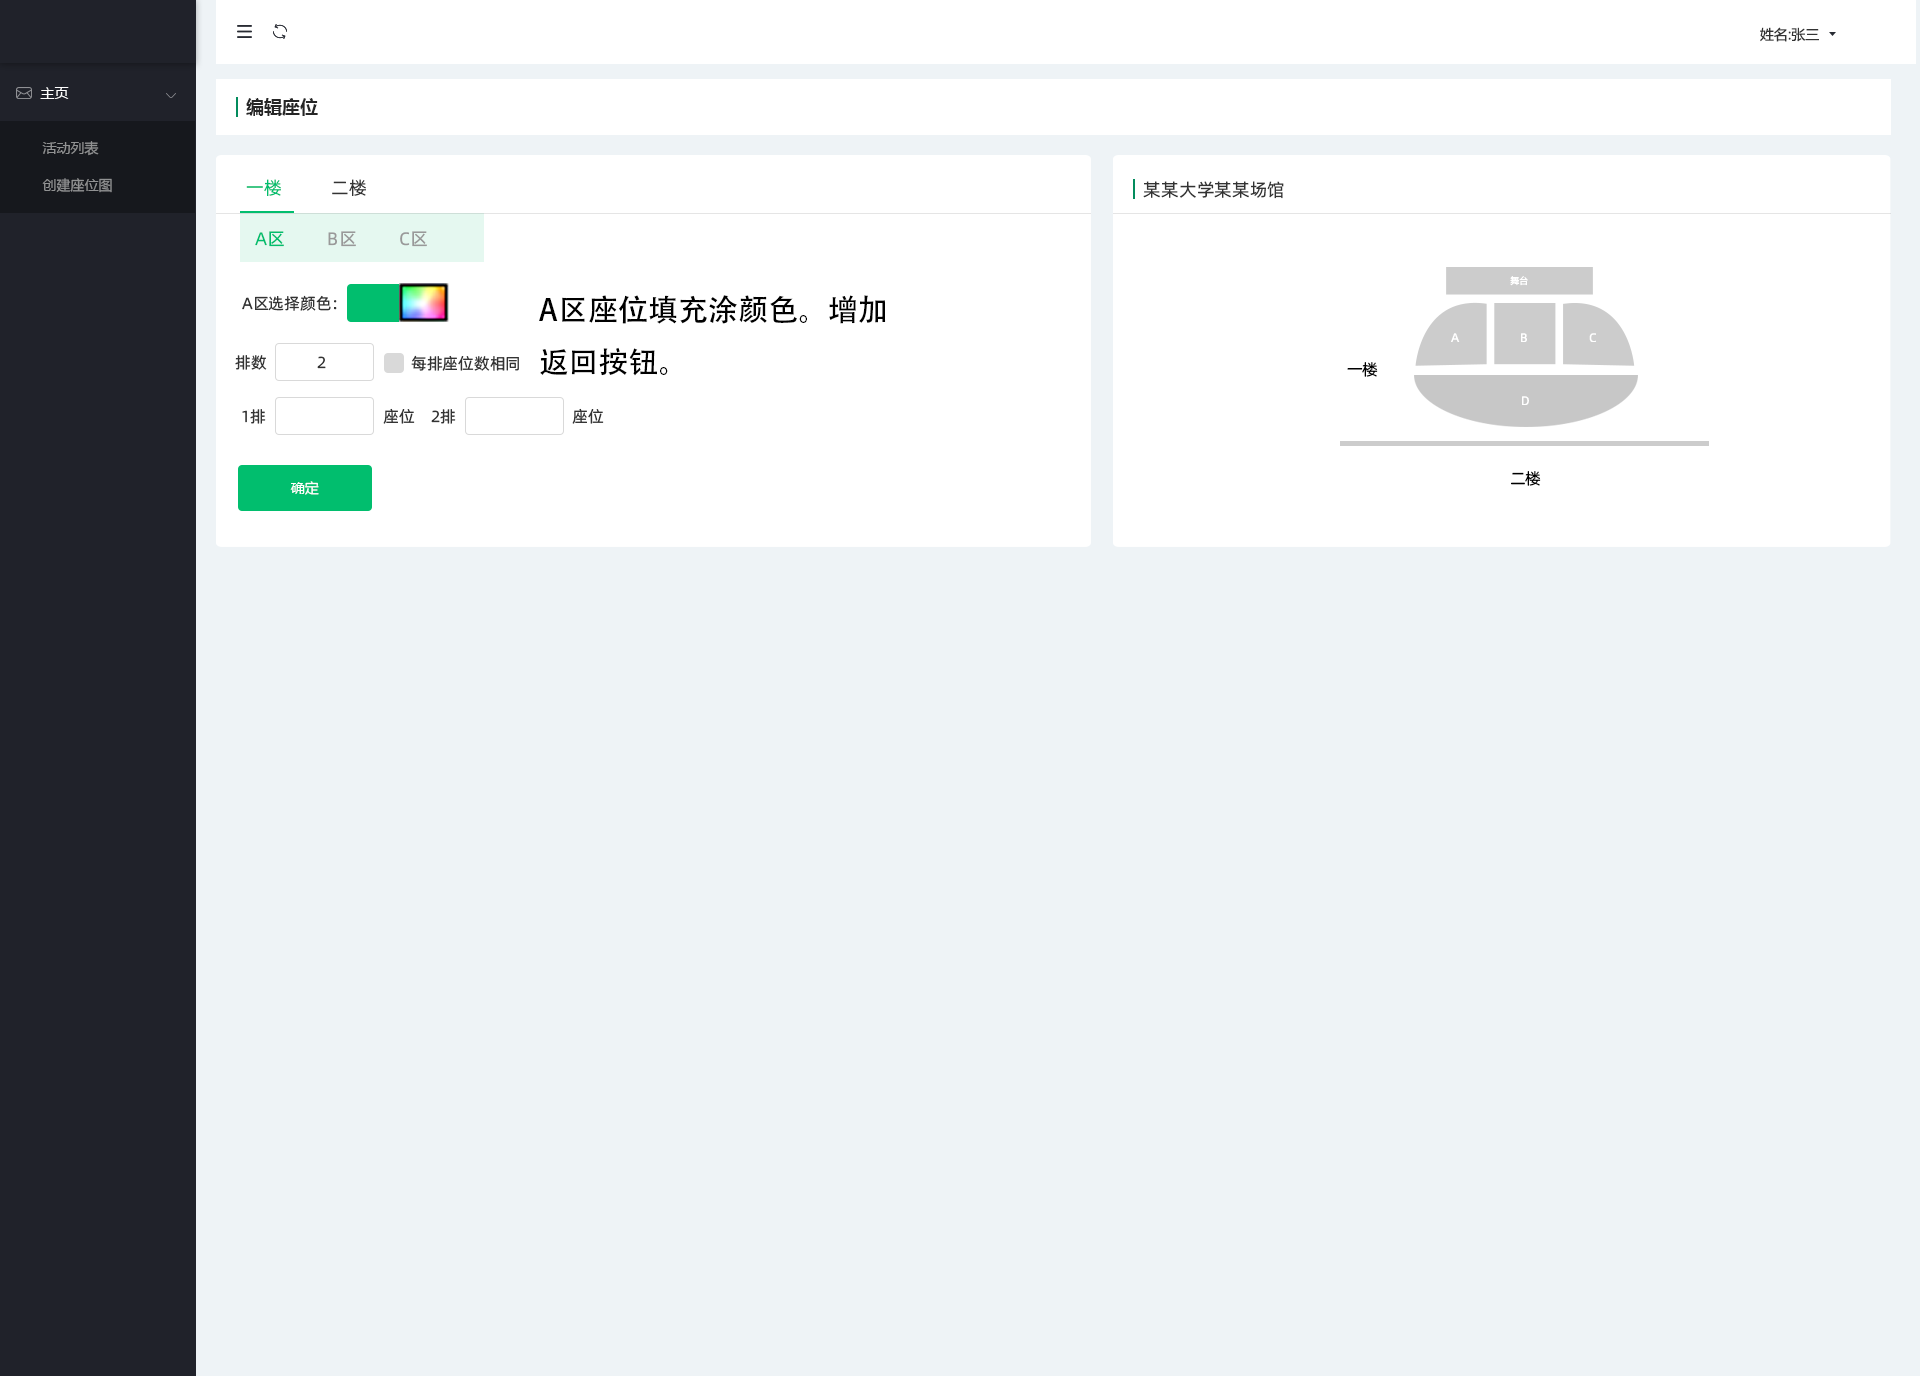 姓名:张三
主页
活动列表
创建座位图
编辑座位
一楼 二楼
A区 B区 C区
A区选择颜色：
A区座位填充涂颜色。增加
返回按钮。
排数 2 每排座位数相同
1排 座位 2排 座位
确定
某某大学某某场馆
舞台
A B C
一楼
D
二楼